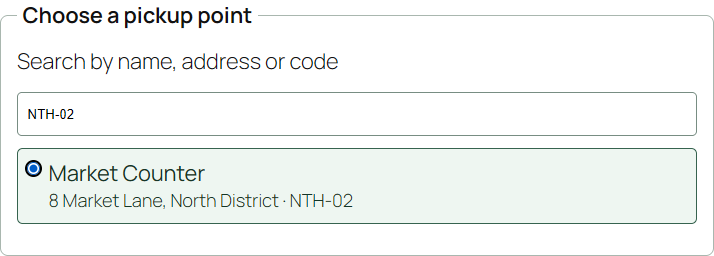 Choose a pickup point
Search by name, address or code
NTH-02
Market Counter
8 Market Lane, North District · NTH-02